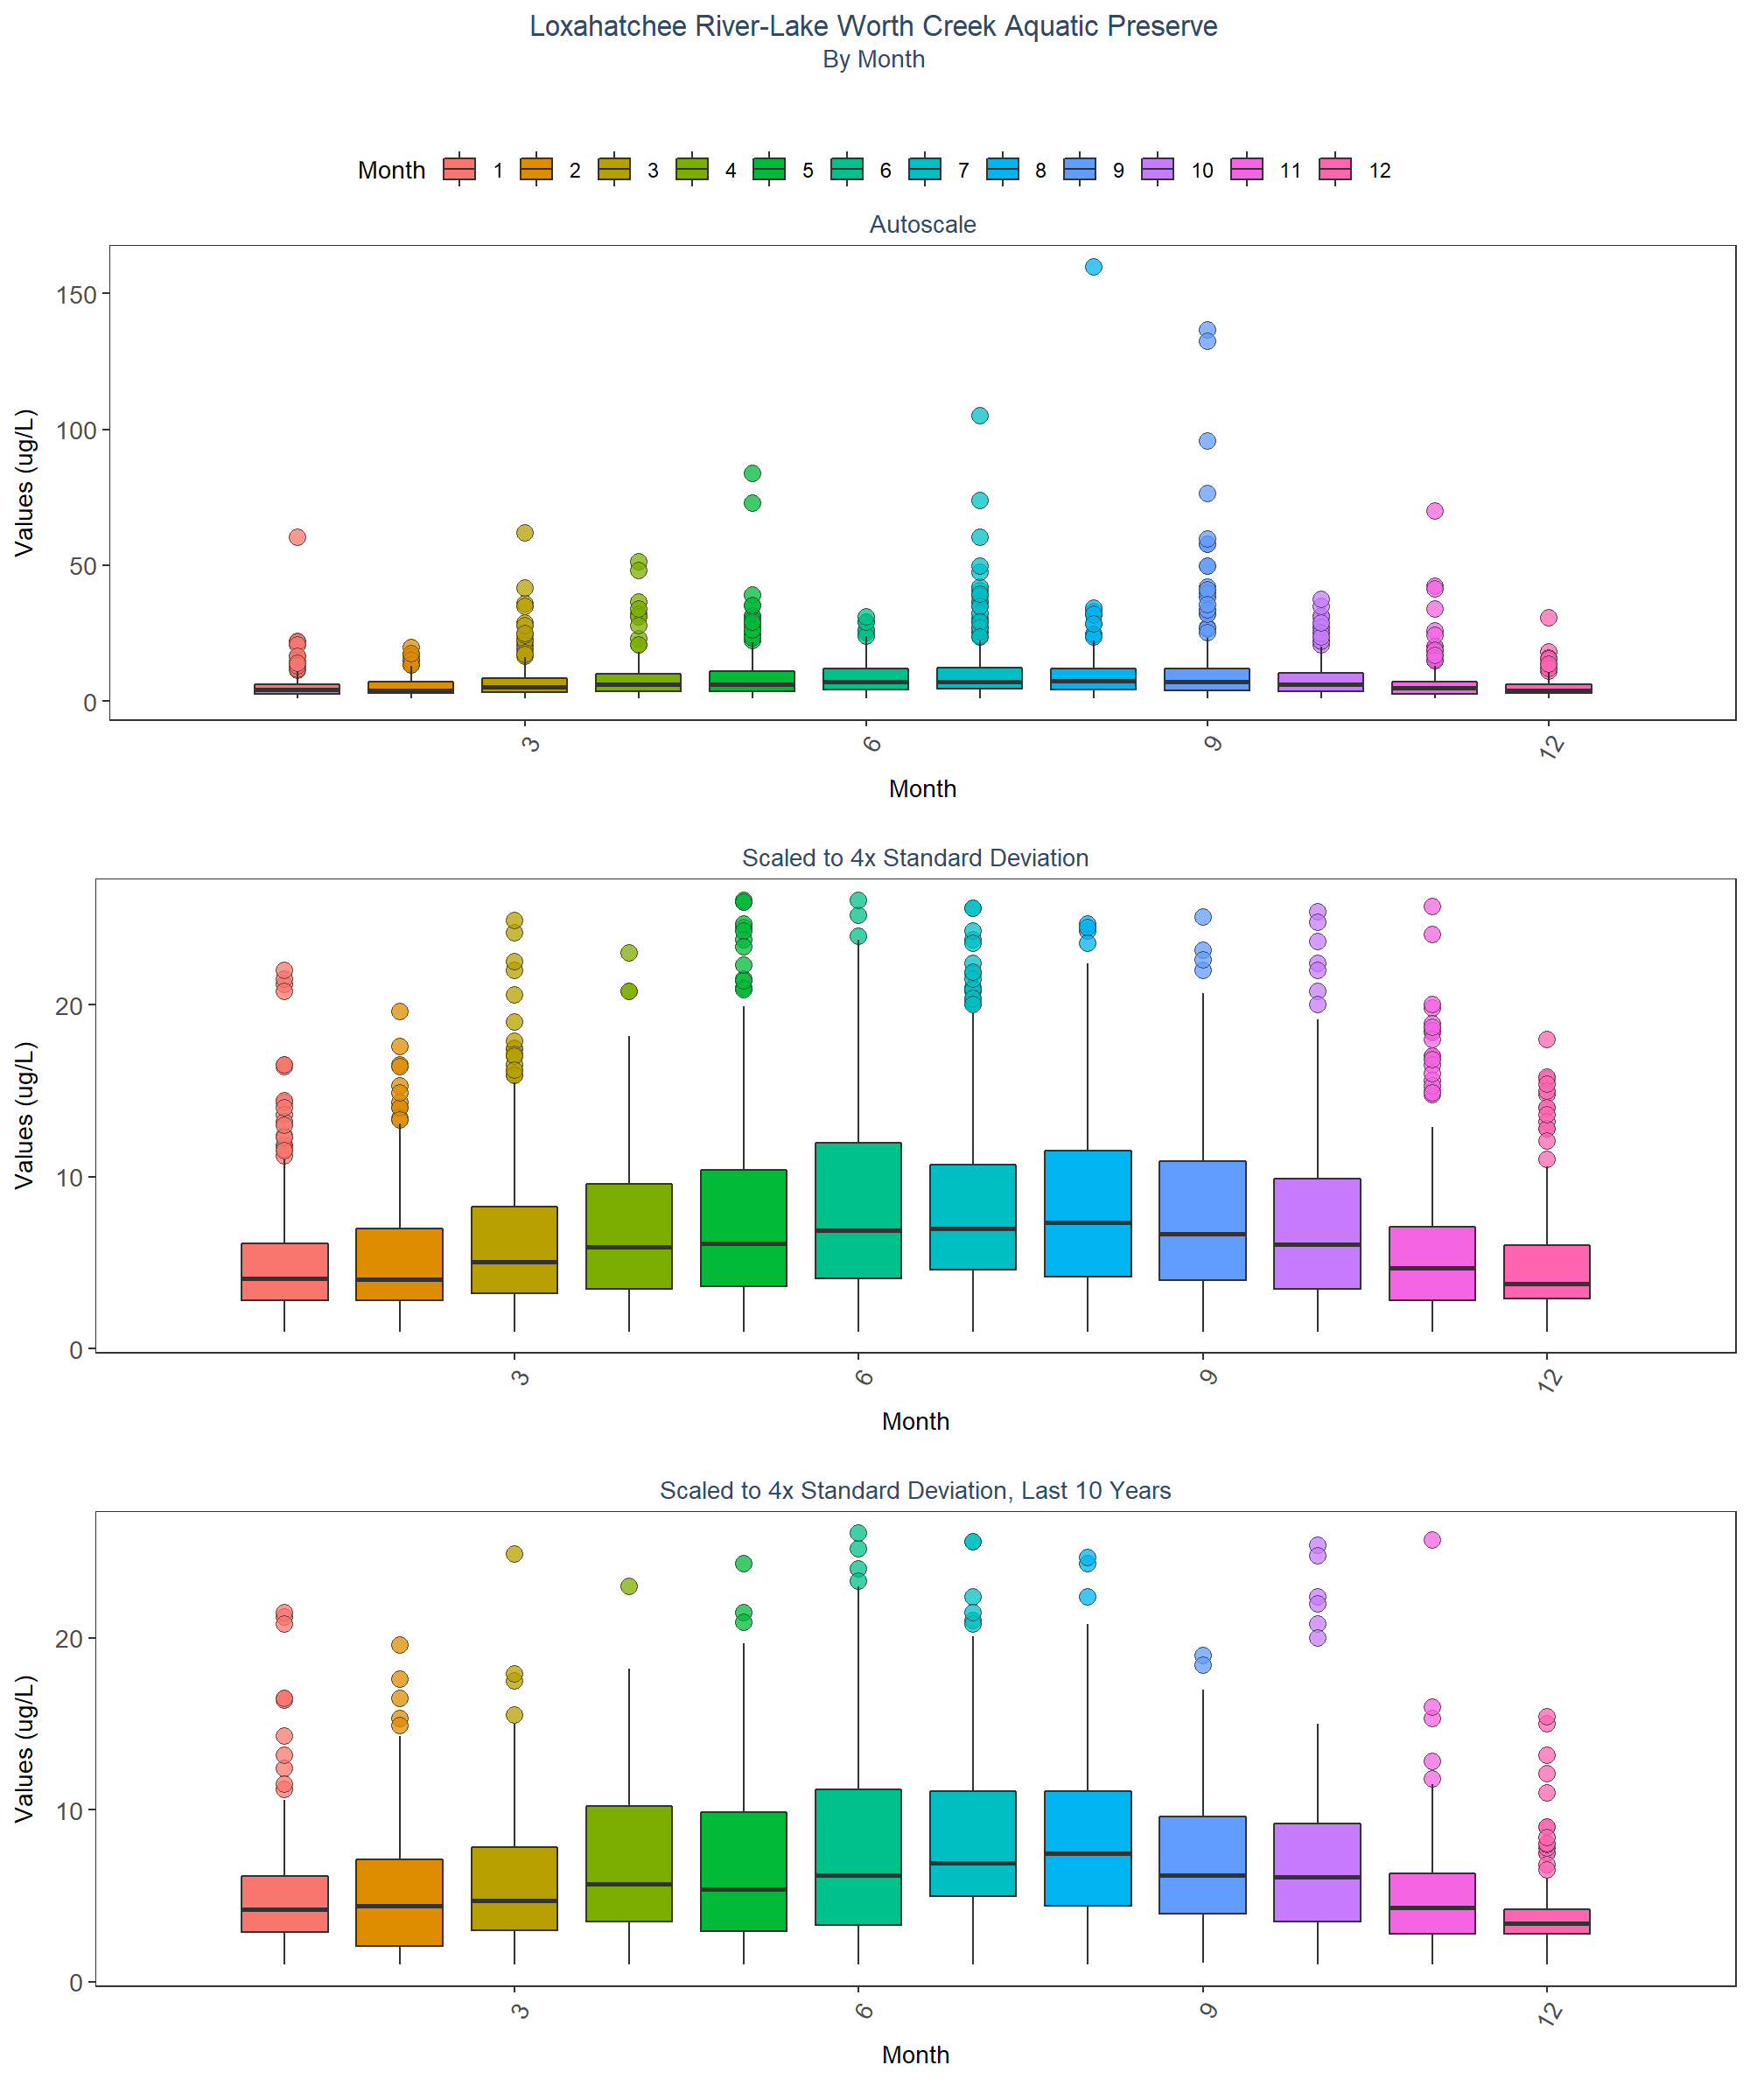 Loxahatchee River-Lake Worth Creek Aquatic Preserve
By Month
Month 1 2 3 4 5 6 7 8 9 10 11 12
Autoscale
Values (ug/L)
150
100
50
0
3 6 9 12
Month
Scaled to 4x Standard Deviation
Values (ug/L)
20
10
0
3 6 9 12
Month
Scaled to 4x Standard Deviation, Last 10 Years
Values (ug/L)
20
10
0
3 6 9 12
Month